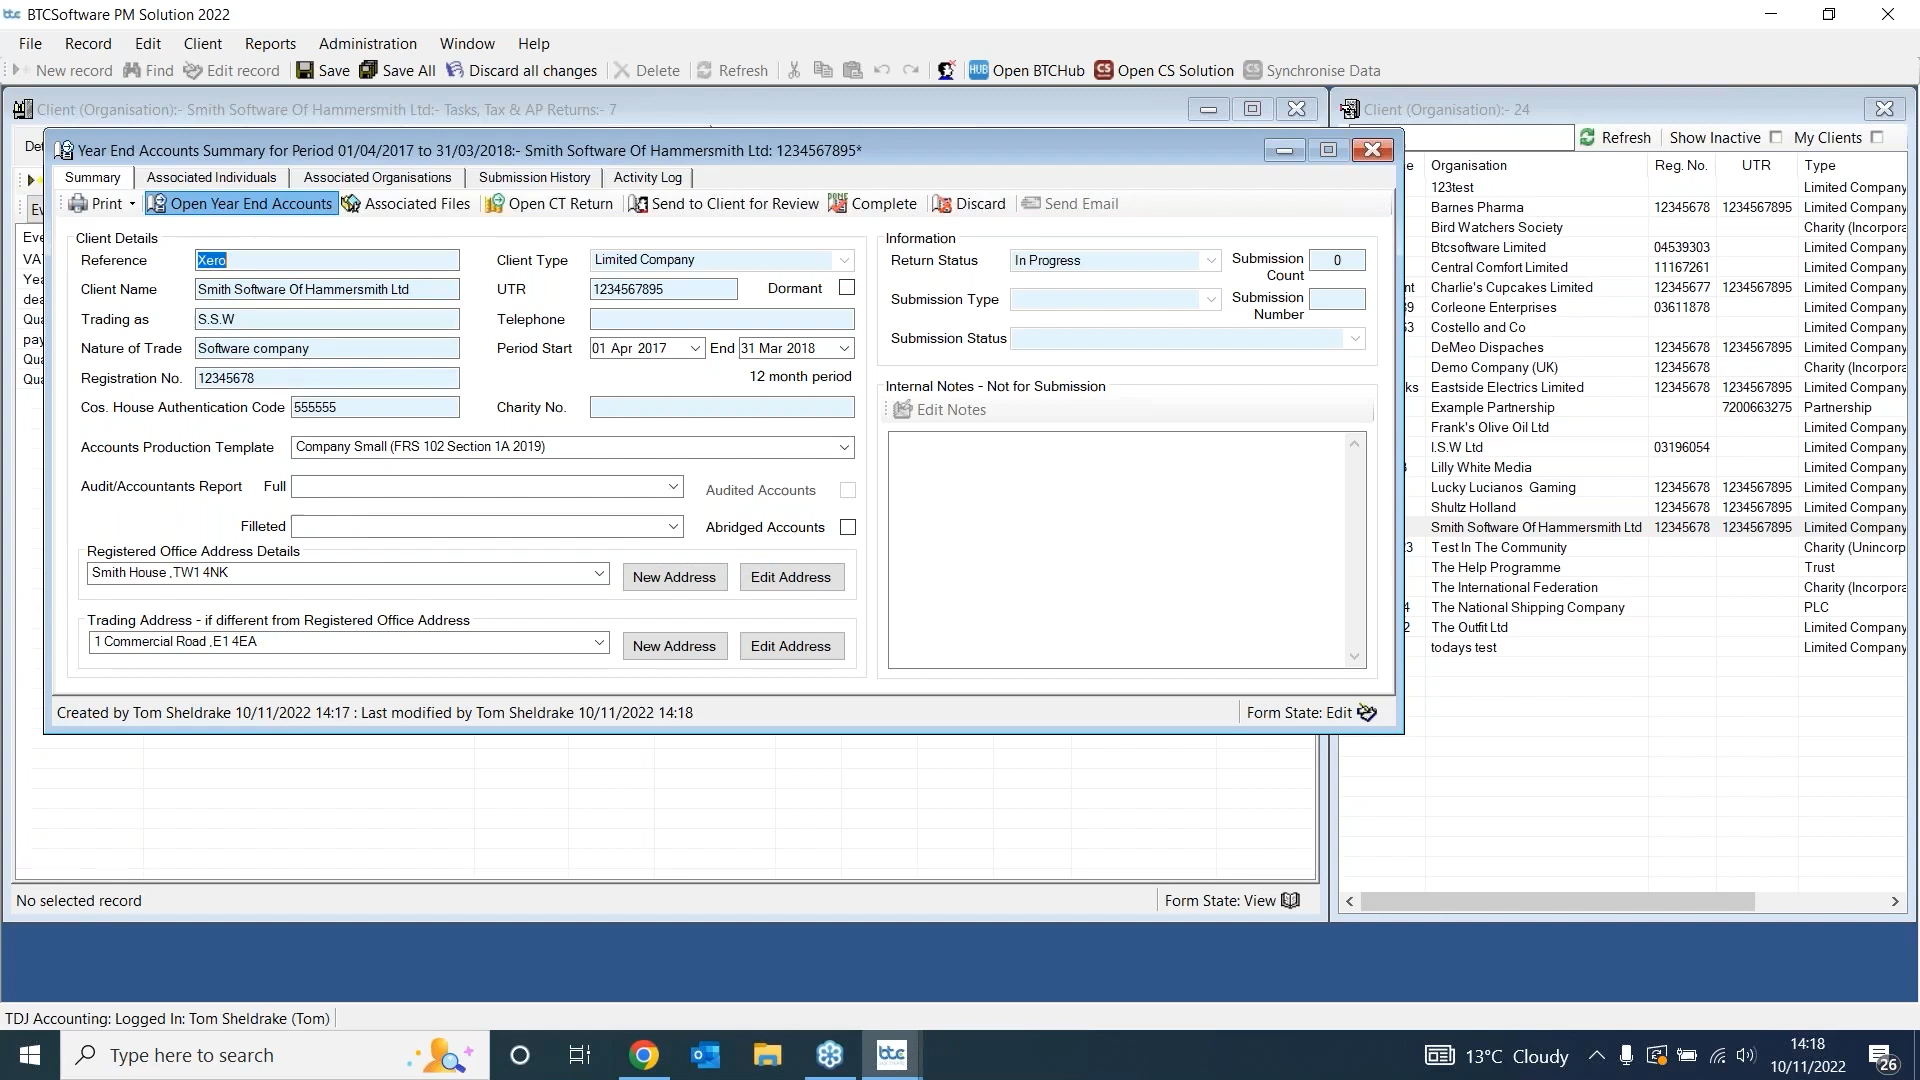 btc BTCSoftware PM Solution 2022
File Record Edit Client Reports Administration Window Help
New record Find Edit record Save Save All Discard all changes Delete Refresh HUB Open BTCHub CS Open CS Solution CS Synchronise Data
Client (Organisation):- Smith Software Of Hammersmith Ltd:- Tasks, Tax & AP Returns:- 7
Client (Organisation):- 24
Refresh Show Inactive My Clients
Year End Accounts Summary for Period 01/04/2017 to 31/03/2018:- Smith Software Of Hammersmith Ltd: 1234567895*
Summary Associated Individuals Associated Organisations Submission History Activity Log
Print Open Year End Accounts Associated Files Open CT Return Send to Client for Review Complete Discard Send Email
Client Details
Reference Xero Client Type Limited Company
Client Name Smith Software Of Hammersmith Ltd UTR 1234567895 Dormant
Trading as S.S.W Telephone
Nature of Trade Software company Period Start 01 Apr 2017 End 31 Mar 2018
Registration No. 12345678 12 month period
Cos. House Authentication Code 555555 Charity No.
Accounts Production Template Company Small (FRS 102 Section 1A 2019)
Audit/Accountants Report Full Audited Accounts
Filleted Abridged Accounts
Registered Office Address Details
Smith House ,TW1 4NK New Address Edit Address
Trading Address - if different from Registered Office Address
1 Commercial Road ,E1 4EA New Address Edit Address
Information
Return Status In Progress Submission Count 0
Submission Type Submission Number
Submission Status
Internal Notes - Not for Submission
Edit Notes
Created by Tom Sheldrake 10/11/2022 14:17 : Last modified by Tom Sheldrake 10/11/2022 14:18
Form State: Edit
Organisation Reg. No. UTR Type
123test Limited Company
Barnes Pharma 12345678 1234567895 Limited Company
Bird Watchers Society Charity (Incorpora
Btcsoftware Limited 04539303 Limited Company
Central Comfort Limited 11167261 Limited Company
Charlie's Cupcakes Limited 12345677 1234567895 Limited Company
Corleone Enterprises 03611878 Limited Company
Costello and Co Limited Company
DeMeo Dispaches 12345678 1234567895 Limited Company
Demo Company (UK) 12345678 Charity (Incorpora
Eastside Electrics Limited 12345678 1234567895 Limited Company
Example Partnership 7200663275 Partnership
Frank's Olive Oil Ltd Limited Company
I.S.W Ltd 03196054 Limited Company
Lilly White Media Limited Company
Lucky Lucianos Gaming 12345678 1234567895 Limited Company
Shultz Holland 12345678 1234567895 Limited Company
Smith Software Of Hammersmith Ltd 12345678 1234567895 Limited Company
Test In The Community Charity (Unincorp
The Help Programme Trust
The International Federation Charity (Incorpora
The National Shipping Company PLC
The Outfit Ltd Limited Company
todays test Limited Company
No selected record
Form State: View
TDJ Accounting: Logged In: Tom Sheldrake (Tom)
Type here to search
btc
13°C Cloudy
14:18
10/11/2022
26